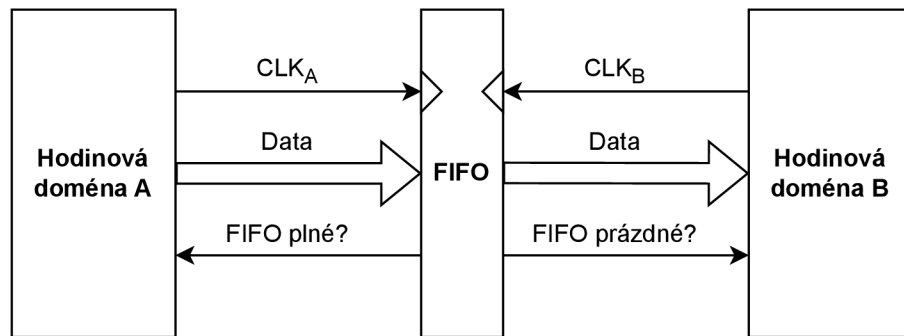 CLK_A
CLK_B
Data
Data
Hodinová
doména A
FIFO
Hodinová
doména B
FIFO plné?
FIFO prázdné?